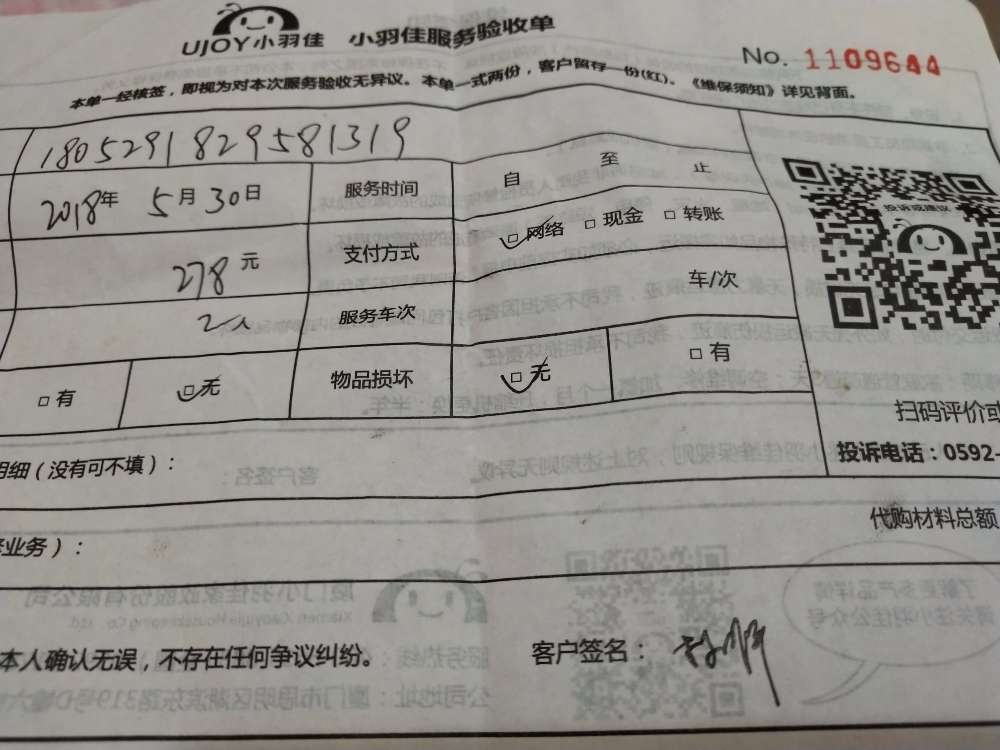 UJOY小羽佳 小羽佳服务验收单
No. 1109644
本单一经核签，即视为对本次服务验收无异议。本单一式两份，客户留存一份(红)。《维保须知》详见背面。
1805291829581319
2018年 5月30日 服务时间 自 至 止
278元 支付方式 □网络 □现金 □转账
2人 服务车次 车/次
□有 □无 物品损坏 □无 □有
投诉或建议
扫码评价或
投诉电话：0592-
明细（没有可不填）：
代购材料总额
业务）：
本人确认无误，不存在任何争议纠纷。 客户签名：